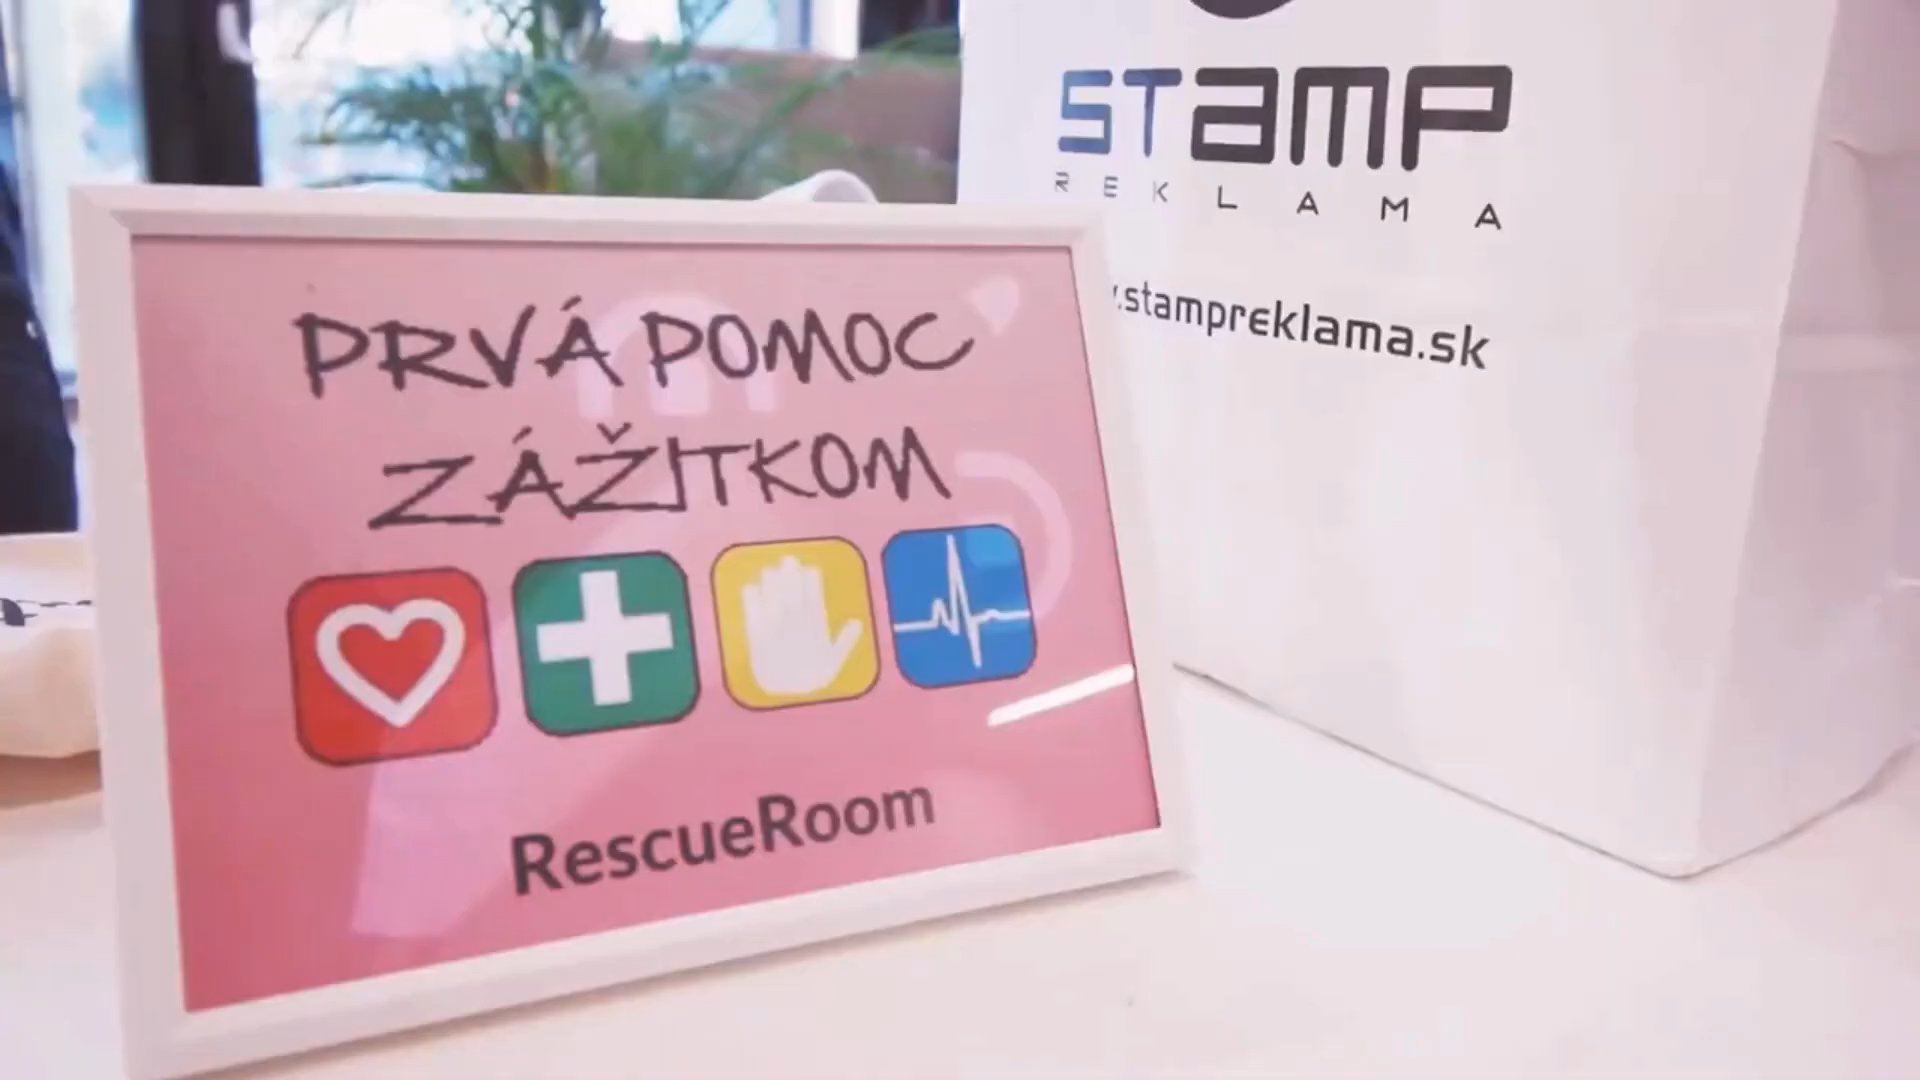 PRVÁ POMOC
ZÁŽITKOM
RescueRoom
STAMP
REKLAMA
.stampreklama.sk